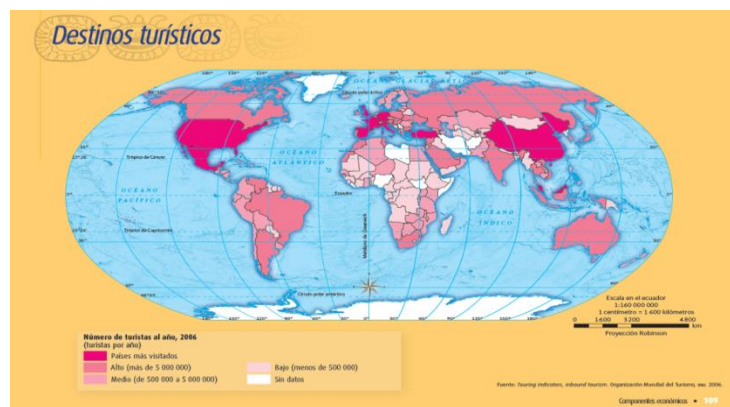 Destinos turísticos
Círculo polar ártico
OCÉANO
ATLÁNTICO
Trópico de Cáncer
OCÉANO
PACÍFICO
Ecuador
OCÉANO
ÍNDICO
Trópico de Capricornio
Meridiano de Greenwich
Círculo polar antártico
Escala en el ecuador
1:160 000 000
1 centímetro = 1 600 kilómetros
0 1 600 3 200 4 800
km
Proyección Robinson
Número de turistas al año, 2006
(turistas por año)
Países más visitados
Alto (más de 5 000 000)
Medio (de 500 000 a 5 000 000)
Bajo (menos de 500 000)
Sin datos
Fuente: Touring indicators, inbound tourism. Organización Mundial del Turismo, 2006.
Componentes económicos • 109